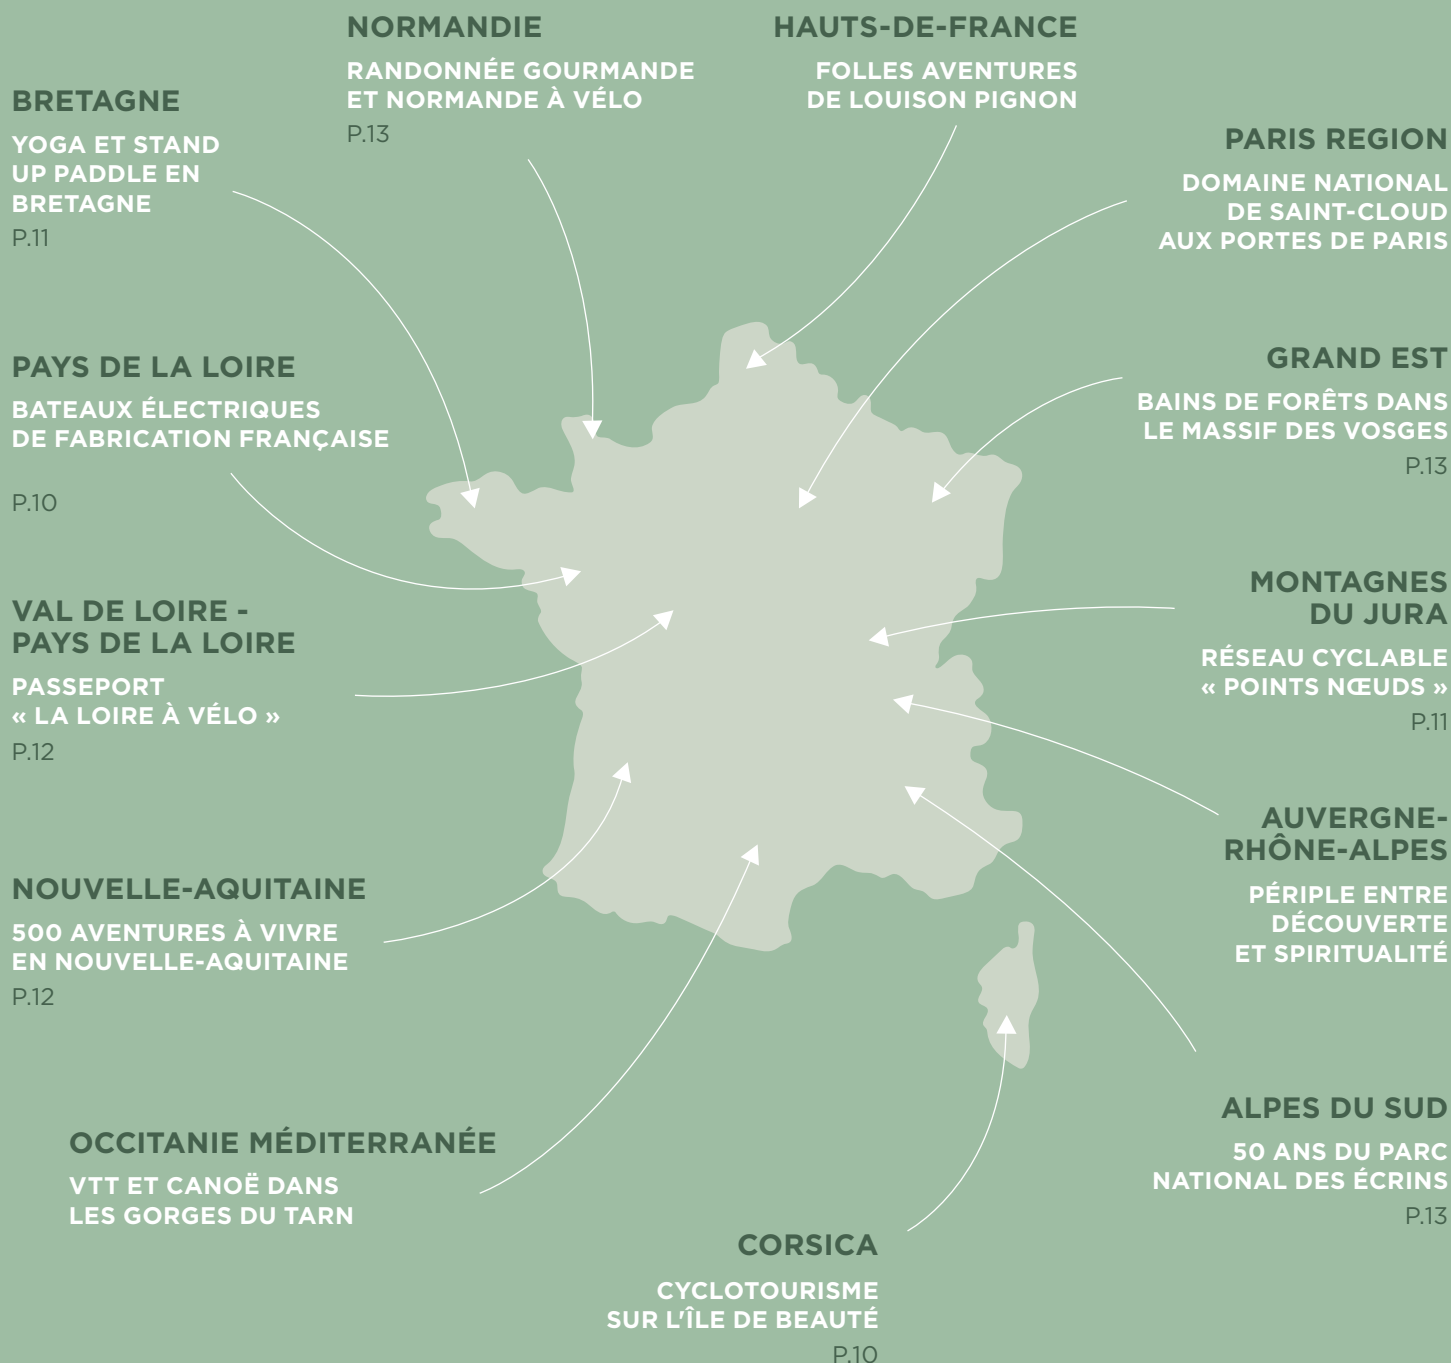 NORMANDIE
RANDONNÉE GOURMANDE
ET NORMANDE À VÉLO
P.13
HAUTS-DE-FRANCE
FOLLES AVENTURES
DE LOUISON PIGNON
BRETAGNE
YOGA ET STAND
UP PADDLE EN
BRETAGNE
P.11
PARIS REGION
DOMAINE NATIONAL
DE SAINT-CLOUD
AUX PORTES DE PARIS
PAYS DE LA LOIRE
BATEAUX ÉLECTRIQUES
DE FABRICATION FRANÇAISE
P.10
GRAND EST
BAINS DE FORÊTS DANS
LE MASSIF DES VOSGES
P.13
VAL DE LOIRE -
PAYS DE LA LOIRE
PASSEPORT
« LA LOIRE À VÉLO »
P.12
MONTAGNES
DU JURA
RÉSEAU CYCLABLE
« POINTS NŒUDS »
P.11
AUVERGNE-
RHÔNE-ALPES
PÉRIPLE ENTRE
DÉCOUVERTE
ET SPIRITUALITÉ
NOUVELLE-AQUITAINE
500 AVENTURES À VIVRE
EN NOUVELLE-AQUITAINE
P.12
ALPES DU SUD
50 ANS DU PARC
NATIONAL DES ÉCRINS
P.13
OCCITANIE MÉDITERRANÉE
VTT ET CANOË DANS
LES GORGES DU TARN
CORSICA
CYCLOTOURISME
SUR L'ÎLE DE BEAUTÉ
P.10